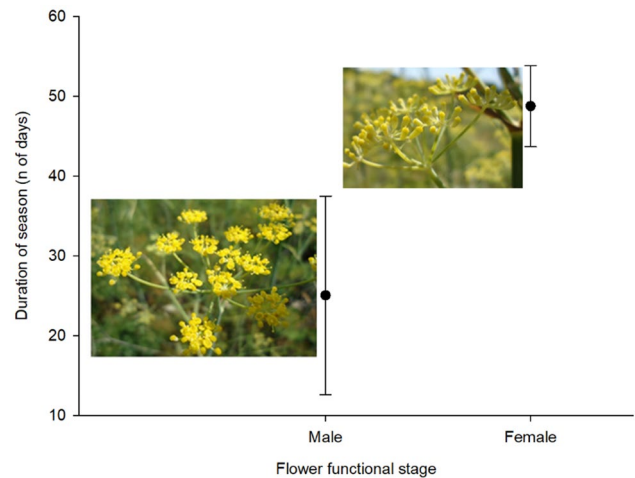 60
50
40
30
20
10
Duration of season (n of days)
Male
Female
Flower functional stage